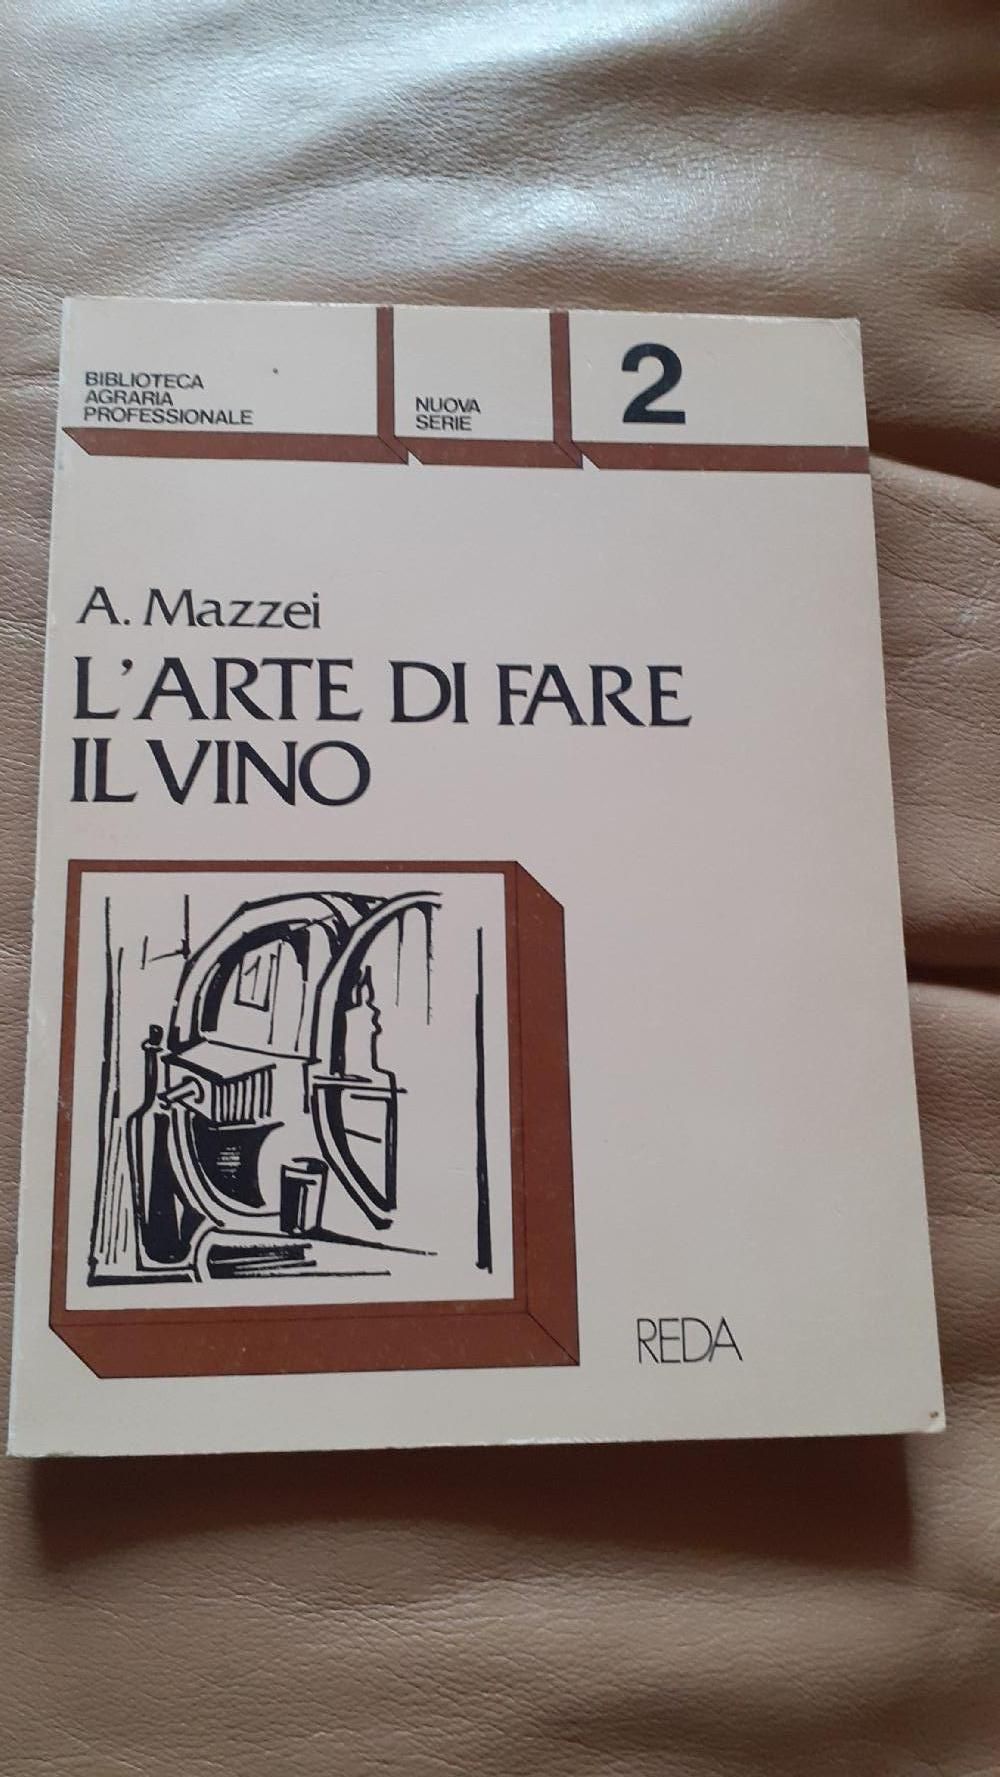 BIBLIOTECA
AGRARIA
PROFESSIONALE
NUOVA
SERIE
2
A. Mazzei
L'ARTE DI FARE
IL VINO
REDA